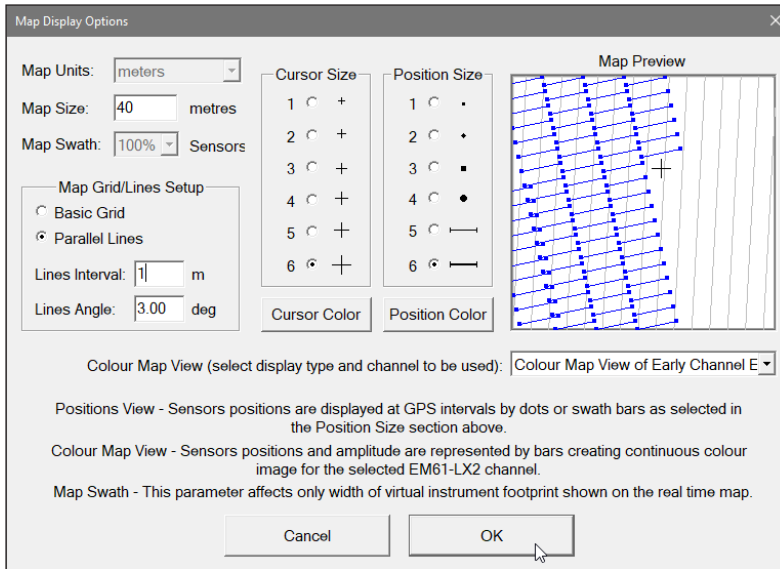 Map Display Options
Map Units: meters
Map Size: 40 metres
Map Swath: 100% Sensors
Map Grid/Lines Setup
Basic Grid
Parallel Lines
Lines Interval: 1 m
Lines Angle: 3.00 deg
Cursor Size
1
2
3
4
5
6
Cursor Color
Position Size
1
2
3
4
5
6
Position Color
Map Preview
Colour Map View (select display type and channel to be used): Colour Map View of Early Channel E
Positions View - Sensors positions are displayed at GPS intervals by dots or swath bars as selected in
the Position Size section above.
Colour Map View - Sensors positions and amplitude are represented by bars creating continuous colour
image for the selected EM61-LX2 channel.
Map Swath - This parameter affects only width of virtual instrument footprint shown on the real time map.
Cancel
OK